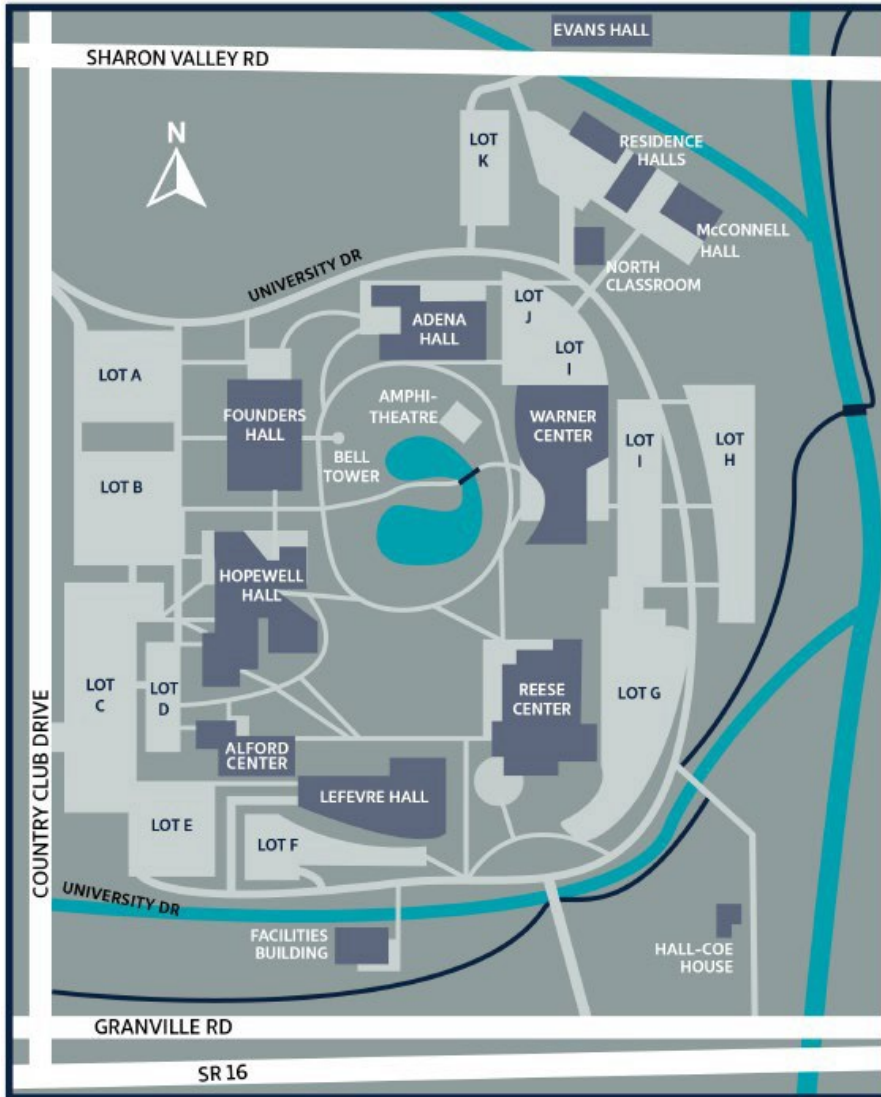 EVANS HALL
SHARON VALLEY RD
N
LOT
K
RESIDENCE
HALLS
McCONNELL
HALL
NORTH
CLASSROOM
UNIVERSITY DR
LOT
J
ADENA
HALL
LOT
I
LOT A
AMPHI-
THEATRE
FOUNDERS
HALL
WARNER
CENTER
LOT
I
LOT
H
BELL
TOWER
LOT B
HOPEWELL
HALL
LOT
C
LOT
D
REESE
CENTER
LOT G
ALFORD
CENTER
LEFEVRE HALL
COUNTRY CLUB DRIVE
LOT E
LOT F
UNIVERSITY DR
FACILITIES
BUILDING
HALL-COE
HOUSE
GRANVILLE RD
SR 16